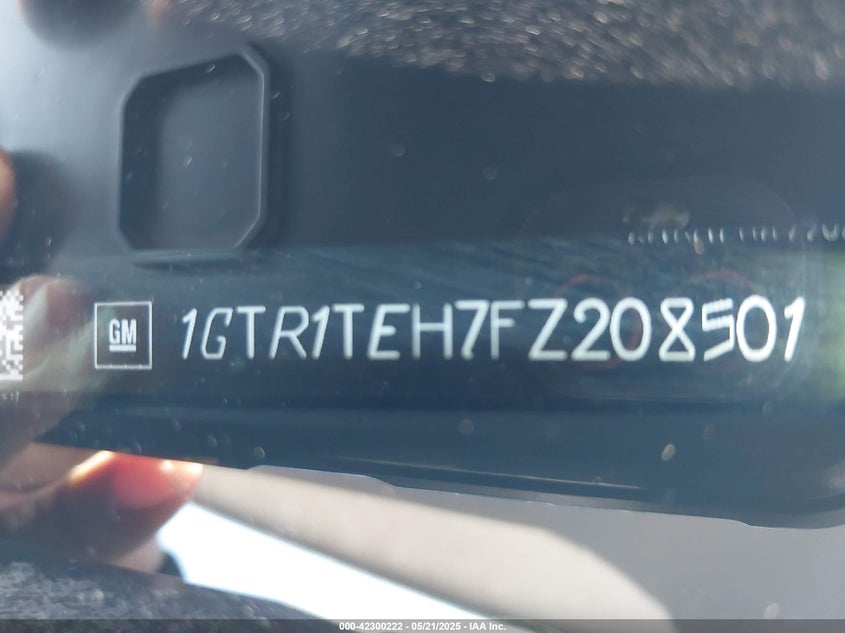 GM 1GTR1TEH7FZ208501
000-42300222 - 05/21/2025 - IAA Inc.